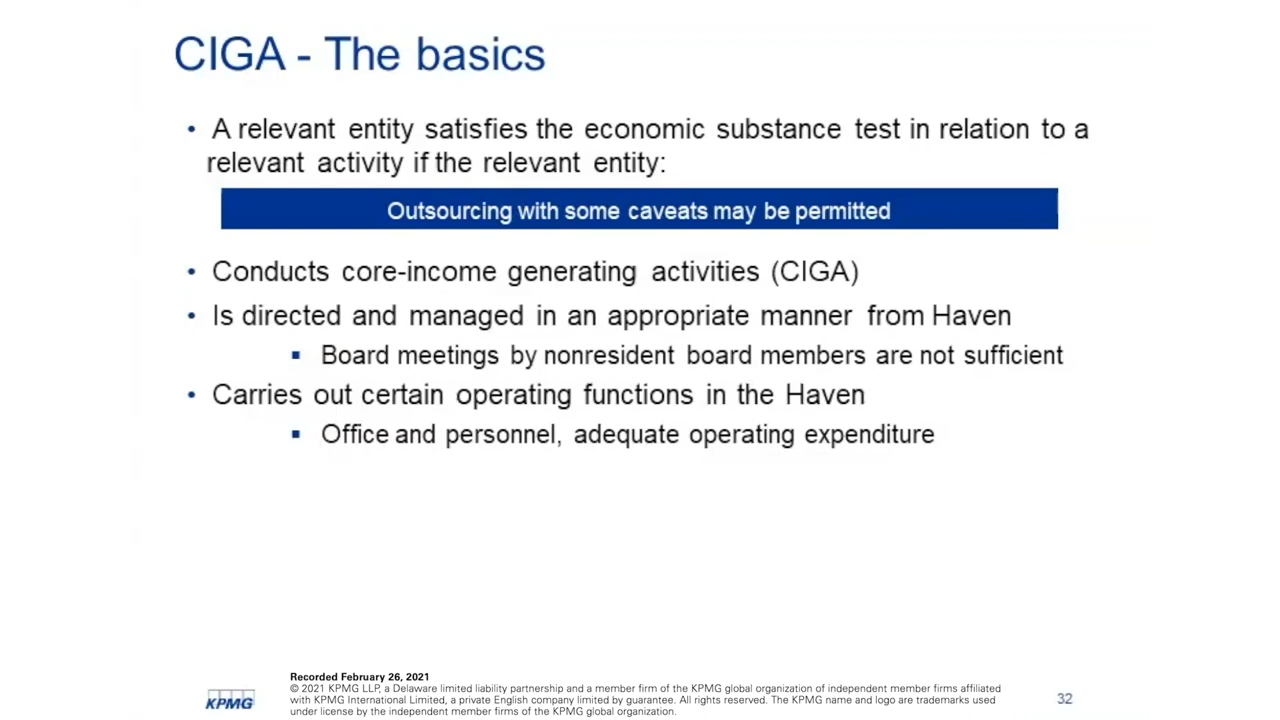 CIGA - The basics
• A relevant entity satisfies the economic substance test in relation to a
relevant activity if the relevant entity:
Outsourcing with some caveats may be permitted
• Conducts core-income generating activities (CIGA)
• Is directed and managed in an appropriate manner from Haven
▪ Board meetings by nonresident board members are not sufficient
• Carries out certain operating functions in the Haven
▪ Office and personnel, adequate operating expenditure
KPMG
Recorded February 26, 2021
© 2021 KPMG LLP, a Delaware limited liability partnership and a member firm of the KPMG global organization of independent member firms affiliated
with KPMG International Limited, a private English company limited by guarantee. All rights reserved. The KPMG name and logo are trademarks used
under license by the independent member firms of the KPMG global organization.
32